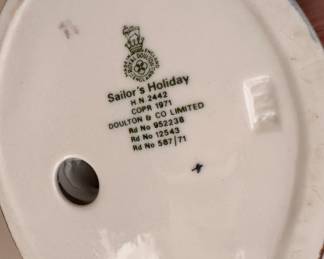 Sailor's Holiday
H.N 2442
COPR 1971
DOULTON & CO LIMITED
Rd No 952238
Rd No 12543
Rd No 587/71